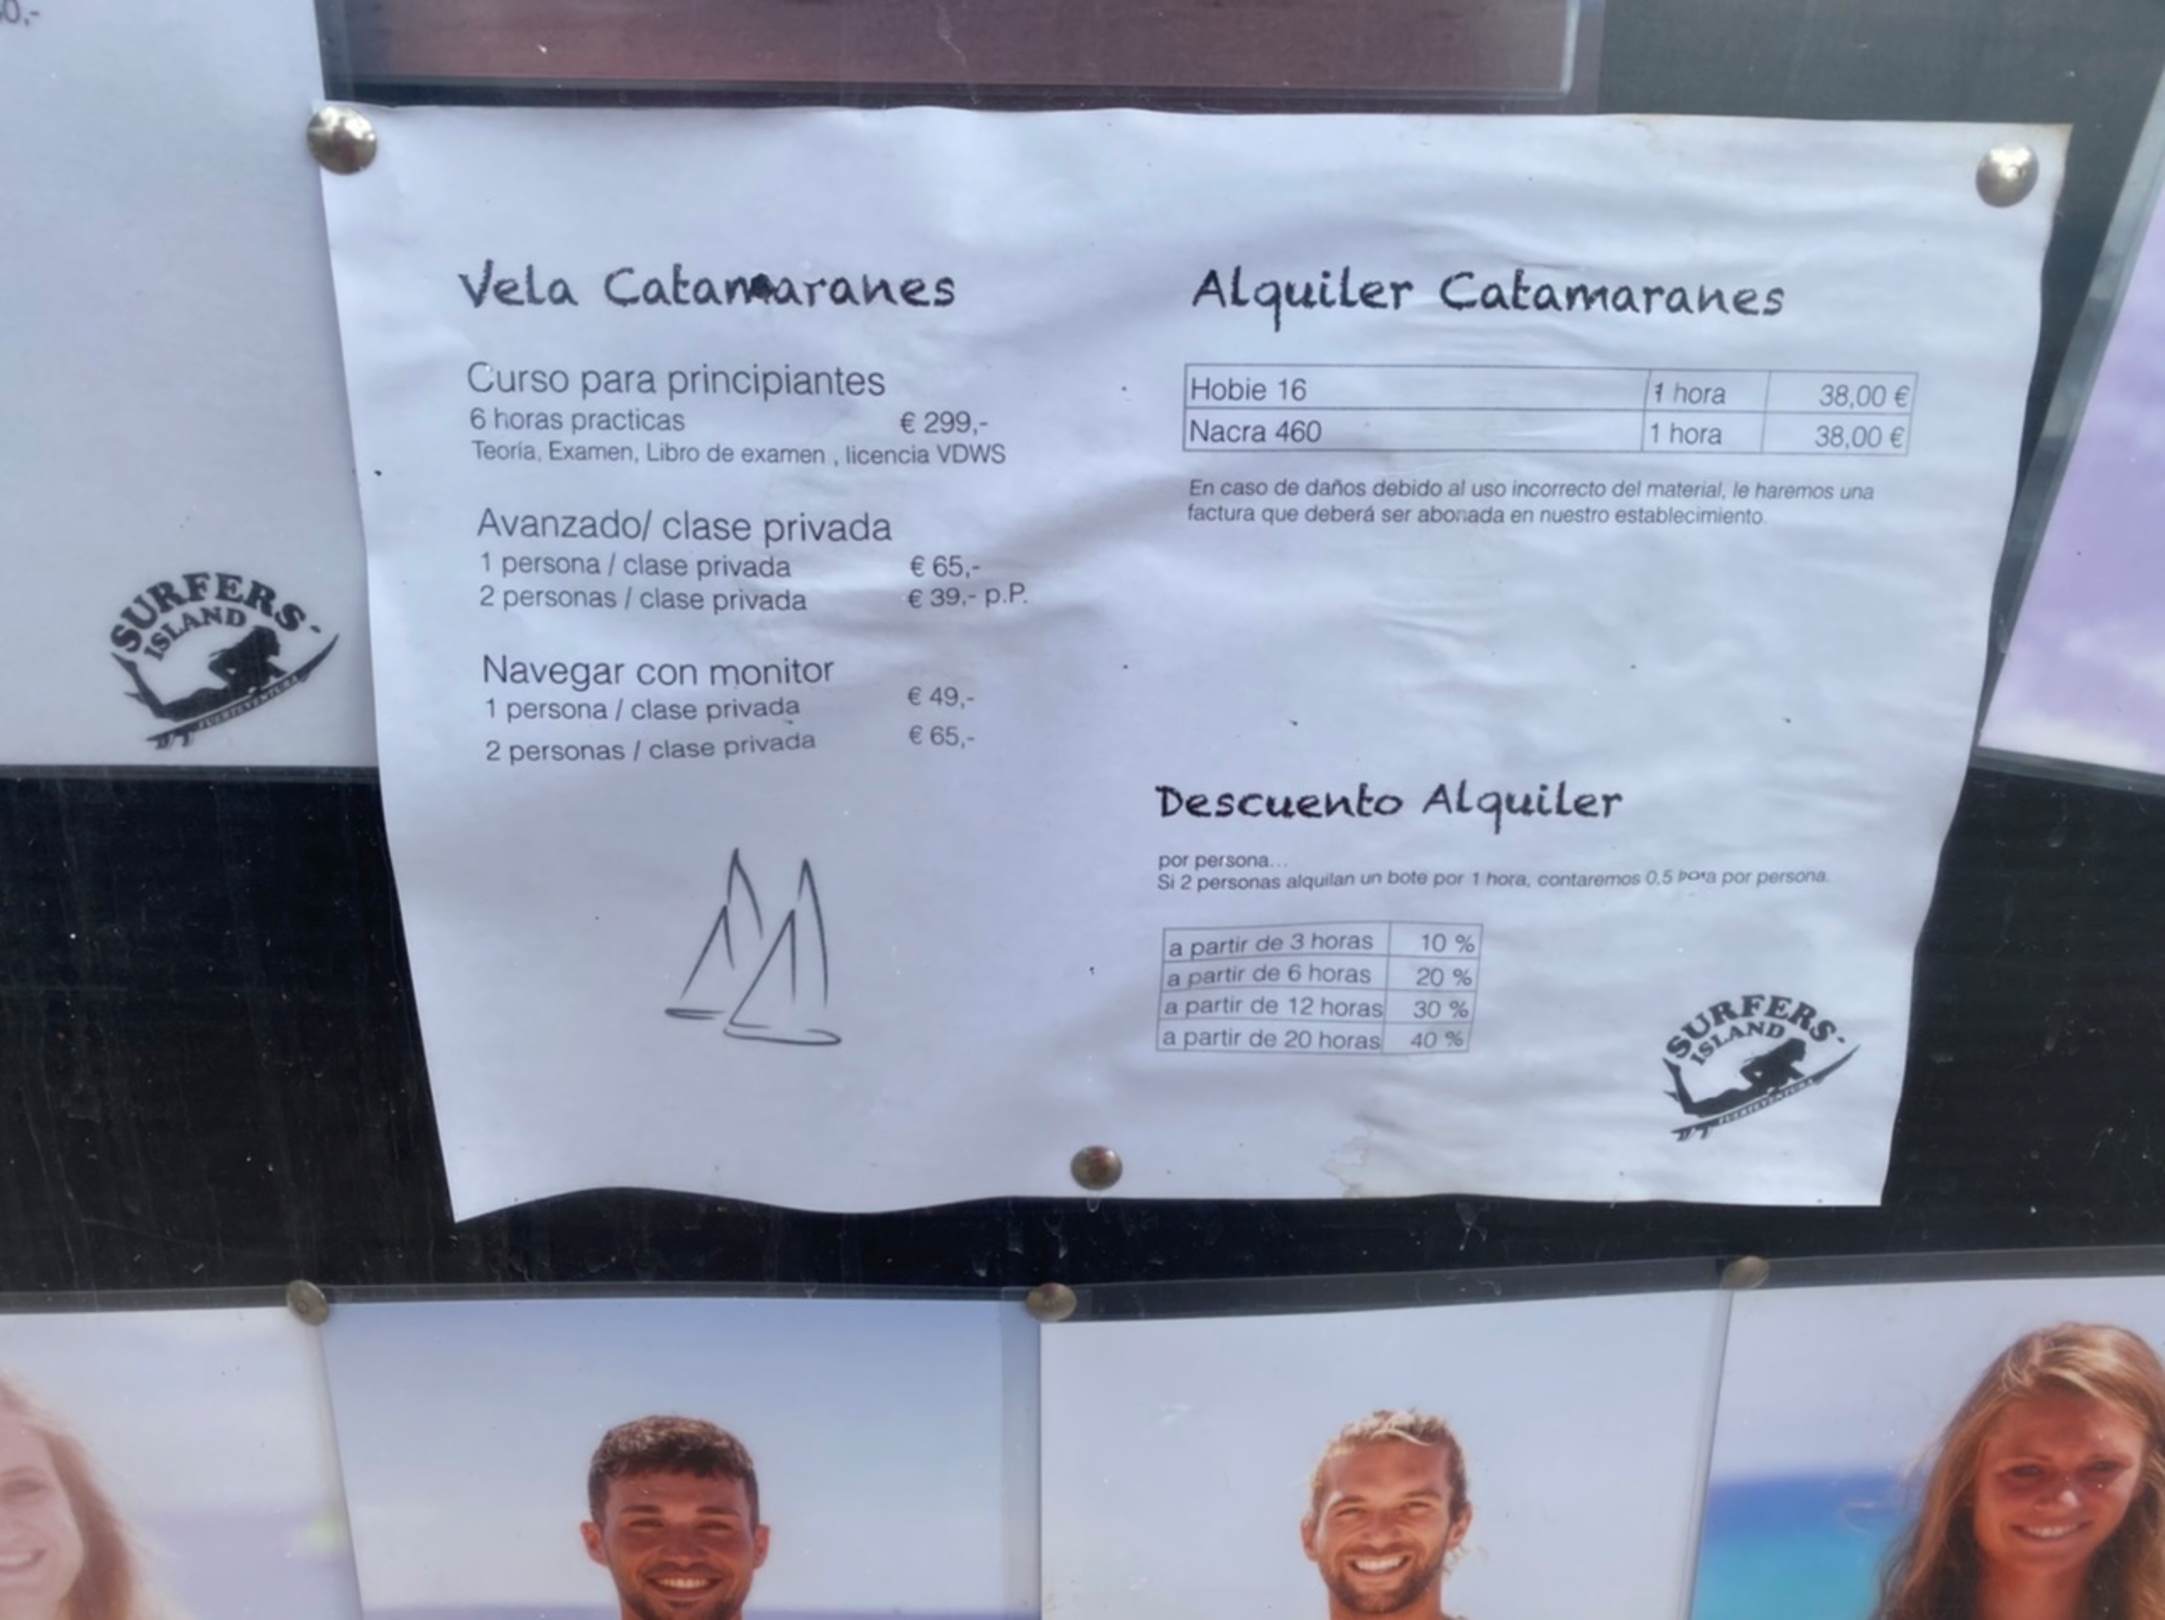 0,-
SURFERS
ISLAND
FUERTEVENTURA
Vela Catamaranes
Curso para principiantes
6 horas practicas € 299,-
Teoría, Examen, Libro de examen , licencia VDWS
Avanzado/ clase privada
1 persona / clase privada € 65,-
2 personas / clase privada € 39,- p.P.
Navegar con monitor
1 persona / clase privada € 49,-
2 personas / clase privada € 65,-
Alquiler Catamaranes
Hobie 16 1 hora 38,00 €
Nacra 460 1 hora 38,00 €
En caso de daños debido al uso incorrecto del material, le haremos una
factura que deberá ser abonada en nuestro establecimiento.
Descuento Alquiler
por persona...
Si 2 personas alquilan un bote por 1 hora, contaremos 0,5 hora por persona.
a partir de 3 horas 10 %
a partir de 6 horas 20 %
a partir de 12 horas 30 %
a partir de 20 horas 40 %
SURFERS
ISLAND
FUERTEVENTURA